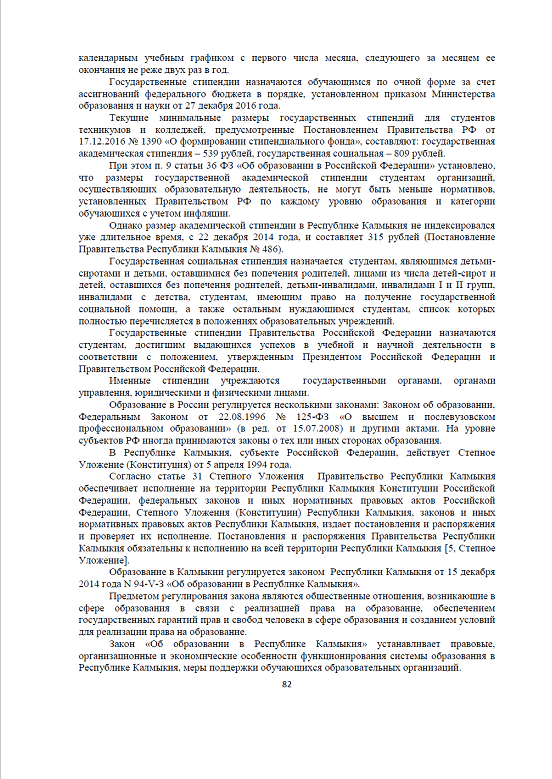 календарным учебным графиком с первого числа месяца, следующего за месяцем ее
окончания не реже двух раз в год.
Государственные стипендии назначаются обучающимся по очной форме за счет
ассигнований федерального бюджета в порядке, установленном приказом Министерства
образования и науки от 27 декабря 2016 года.
Текущие минимальные размеры государственных стипендий для студентов
техникумов и колледжей, предусмотренные Постановлением Правительства РФ от
17.12.2016 № 1390 «О формировании стипендиального фонда», составляют: государственная
академическая стипендия – 539 рублей, государственная социальная – 809 рублей.
При этом п. 9 статьи 36 ФЗ «Об образовании в Российской Федерации» установлено,
что размеры государственной академической стипендии студентам организаций,
осуществляющих образовательную деятельность, не могут быть меньше нормативов,
установленных Правительством РФ по каждому уровню образования и категории
обучающихся с учетом инфляции.
Однако размер академической стипендии в Республике Калмыкия не индексировался
уже длительное время, с 22 декабря 2014 года, и составляет 315 рублей (Постановление
Правительства Республики Калмыкия № 486).
Государственная социальная стипендия назначается студентам, являющимся детьми-
сиротами и детьми, оставшимися без попечения родителей, лицами из числа детей-сирот и
детей, оставшихся без попечения родителей, детьми-инвалидами, инвалидами I и II групп,
инвалидами с детства, студентам, имеющим право на получение государственной
социальной помощи, а также остальным нуждающимся студентам, список которых
полностью перечисляется в положениях образовательных учреждений.
Государственные стипендии Правительства Российской Федерации назначаются
студентам, достигшим выдающихся успехов в учебной и научной деятельности в
соответствии с положением, утвержденным Президентом Российской Федерации и
Правительством Российской Федерации.
Именные стипендии учреждаются государственными органами, органами
управления, юридическими и физическими лицами.
Образование в России регулируется несколькими законами: Законом об образовании,
Федеральным Законом от 22.08.1996 № 125-ФЗ «О высшем и послевузовском
профессиональном образовании» (в ред. от 15.07.2008) и другими актами. На уровне
субъектов РФ иногда принимаются законы о тех или иных сторонах образования.
В Республике Калмыкия, субъекте Российской Федерации, действует Степное
Уложение (Конституция) от 5 апреля 1994 года.
Согласно статье 31 Степного Уложения Правительство Республики Калмыкия
обеспечивает исполнение на территории Республики Калмыкия Конституции Российской
Федерации, федеральных законов и иных нормативных правовых актов Российской
Федерации, Степного Уложения (Конституции) Республики Калмыкия, законов и иных
нормативных правовых актов Республики Калмыкия, издает постановления и распоряжения
и проверяет их исполнение. Постановления и распоряжения Правительства Республики
Калмыкия обязательны к исполнению на всей территории Республики Калмыкия [5, Степное
Уложение].
Образование в Калмыкии регулируется законом Республики Калмыкия от 15 декабря
2014 года N 94-V-З «Об образовании в Республике Калмыкия».
Предметом регулирования закона являются общественные отношения, возникающие в
сфере образования в связи с реализацией права на образование, обеспечением
государственных гарантий прав и свобод человека в сфере образования и созданием условий
для реализации права на образование.
Закон «Об образовании в Республике Калмыкия» устанавливает правовые,
организационные и экономические особенности функционирования системы образования в
Республике Калмыкия, меры поддержки обучающихся образовательных организаций.
82